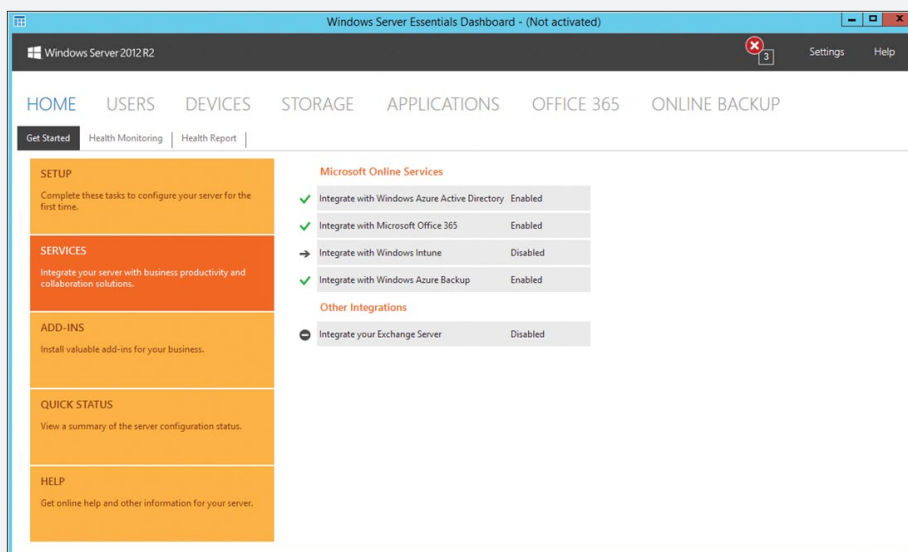 Windows Server Essentials Dashboard - (Not activated)
Windows Server 2012 R2
3
Settings
Help
HOME
USERS
DEVICES
STORAGE
APPLICATIONS
OFFICE 365
ONLINE BACKUP
Get Started
Health Monitoring
Health Report
SETUP
Complete these tasks to configure your server for the
first time.
SERVICES
Integrate your server with business productivity and
collaboration solutions.
ADD-INS
Install valuable add-ins for your business.
QUICK STATUS
View a summary of the server configuration status.
HELP
Get online help and other information for your server.
Microsoft Online Services
Integrate with Windows Azure Active Directory Enabled
Integrate with Microsoft Office 365 Enabled
Integrate with Windows Intune Disabled
Integrate with Windows Azure Backup Enabled
Other Integrations
Integrate your Exchange Server Disabled